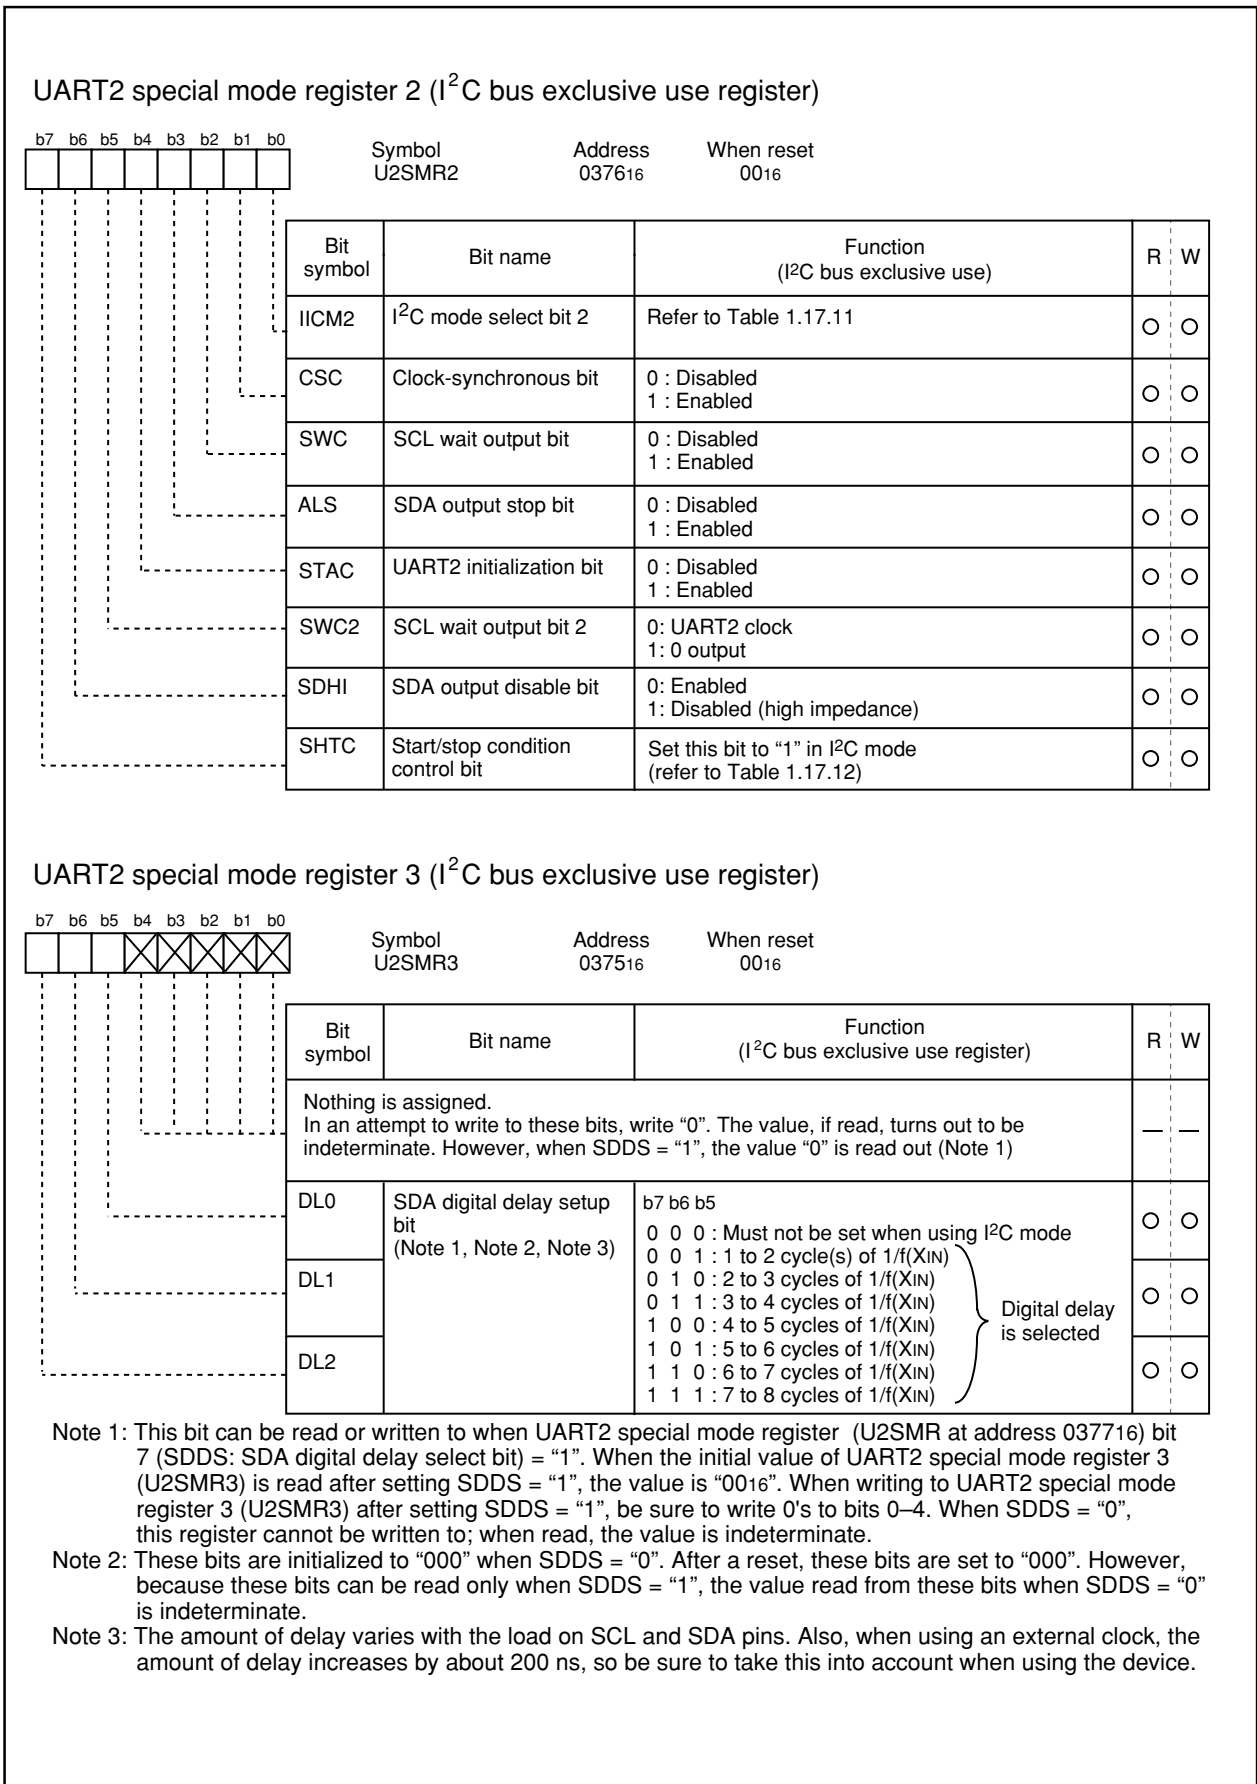 UART2 special mode register 2 (I2C bus exclusive use register)
b7 b6 b5 b4 b3 b2 b1 b0
Symbol Address When reset
U2SMR2 037616 0016
Bit symbol Bit name Function (I2C bus exclusive use) R W
IICM2 I2C mode select bit 2 Refer to Table 1.17.11
CSC Clock-synchronous bit 0 : Disabled
1 : Enabled
SWC SCL wait output bit 0 : Disabled
1 : Enabled
ALS SDA output stop bit 0 : Disabled
1 : Enabled
STAC UART2 initialization bit 0 : Disabled
1 : Enabled
SWC2 SCL wait output bit 2 0: UART2 clock
1: 0 output
SDHI SDA output disable bit 0: Enabled
1: Disabled (high impedance)
SHTC Start/stop condition Set this bit to “1” in I2C mode
control bit (refer to Table 1.17.12)
UART2 special mode register 3 (I2C bus exclusive use register)
b7 b6 b5 b4 b3 b2 b1 b0
Symbol Address When reset
U2SMR3 037516 0016
Bit symbol Bit name Function (I2C bus exclusive use register) R W
Nothing is assigned.
In an attempt to write to these bits, write “0”. The value, if read, turns out to be
indeterminate. However, when SDDS = “1”, the value “0” is read out (Note 1)
— —
DL0 SDA digital delay setup b7 b6 b5
bit
(Note 1, Note 2, Note 3)
0 0 0 : Must not be set when using I2C mode
0 0 1 : 1 to 2 cycle(s) of 1/f(XIN)
DL1 0 1 0 : 2 to 3 cycles of 1/f(XIN)
0 1 1 : 3 to 4 cycles of 1/f(XIN) Digital delay
1 0 0 : 4 to 5 cycles of 1/f(XIN) is selected
1 0 1 : 5 to 6 cycles of 1/f(XIN)
DL2 1 1 0 : 6 to 7 cycles of 1/f(XIN)
1 1 1 : 7 to 8 cycles of 1/f(XIN)
Note 1: This bit can be read or written to when UART2 special mode register (U2SMR at address 037716) bit
7 (SDDS: SDA digital delay select bit) = “1”. When the initial value of UART2 special mode register 3
(U2SMR3) is read after setting SDDS = “1”, the value is “0016”. When writing to UART2 special mode
register 3 (U2SMR3) after setting SDDS = “1”, be sure to write 0's to bits 0–4. When SDDS = “0”,
this register cannot be written to; when read, the value is indeterminate.
Note 2: These bits are initialized to “000” when SDDS = “0”. After a reset, these bits are set to “000”. However,
because these bits can be read only when SDDS = “1”, the value read from these bits when SDDS = “0”
is indeterminate.
Note 3: The amount of delay varies with the load on SCL and SDA pins. Also, when using an external clock, the
amount of delay increases by about 200 ns, so be sure to take this into account when using the device.